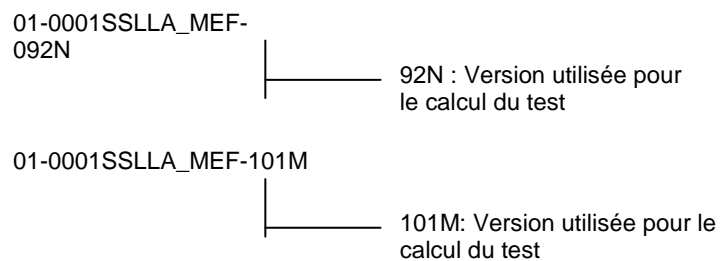 01-0001SSLLA_MEF-
092N
92N : Version utilisée pour
le calcul du test
01-0001SSLLA_MEF-101M
101M: Version utilisée pour le
calcul du test